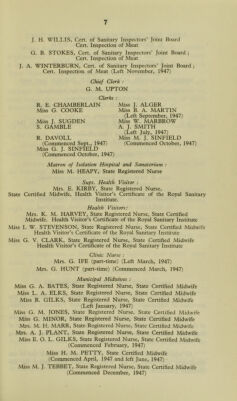 7
J. H. WILLIS, Cert. of Sanitary Inspectors' Joint Board
Cert. Inspection of Meat
G. B. STOKES, Cert. of Sanitary Inspectors' Joint Board;
Cert. Inspection of Meat
J. A. WINTERBURN, Cert. of Sanitary Inspectors' Joint Board;
Cert. Inspection of Meat (Left November, 1947)
Chief Clerk:
G. M. UPTON
Clerks:
R. E. CHAMBERLAIN Miss J. ALGER
Miss G. COOKE Miss B. A. MARTIN
(Left September, 1947)
Miss J. SUGDEN Miss W. MARRROW
S. GAMBLE A. J. SMITH
(Left July, 1947)
R. DAVOLL Miss M. J. SINFIELD
(Commenced Sept., 1947) (Commenced October, 1947)
Miss G. J. SINFIELD
(Commenced October, 1947)
Matron of Isolation Hospital and Sanatorium:
Miss M. HEAPY, State Registered Nurse
Supt. Health Visitor:
Mrs. E. KIRBY, State Registered Nurse,
State Certified Midwife, Health Visitor's Certificate of the Royal Sanitary
Institute.
Health Visitors:
Mrs. K. M. HARVEY, State Registered Nurse, State Certified
Midwife, Health Visitor's Certificate of the Royal Sanitary Institute
Miss I. W. STEVENSON, State Registered Nurse, State Certified Midwife
Health Visitor's Certificate of the Royal Sanitary Institute
Miss G. V. CLARK, State Registered Nurse, State Certified Midwife
Health Visitor's Certificate of the Royal Sanitary Institute
Clinic Nurse:
Mrs. G. IFE (part-time) (Left March, 1947)
Mrs. G. HUNT (part-time) (Commenced March, 1947)
Municipal Midwives:
Miss G. A. BATES, State Registered Nurse, State Certified Midwife
Miss L. A. ELKS, State Registered Nurse, State Certified Midwife
Miss R. GILKS, State Registered Nurse, State Certified Midwife
(Left January, 1947)
Miss G. M. JONES, State Registered Nurse, State Certified Midwife
Miss G. MINOR, State Registered Nurse, State Certified Midwife
Mrs. M. H. MARR, State Registered Nurse, State Certified Midwife
Mrs. A. J. PLANT, State Registered Nurse, State Certified Midwife
Miss E. O. L. GILKS, State Registered Nurse, State Certified Midwife
(Commenced February, 1947)
Miss H. M. PETTY, State Certified Midwife
(Commenced April, 1947 and left June, 1947)
Miss M. J. TEBBET, State Registered Nurse, State Certified Midwife
(Commenced December, 1947)